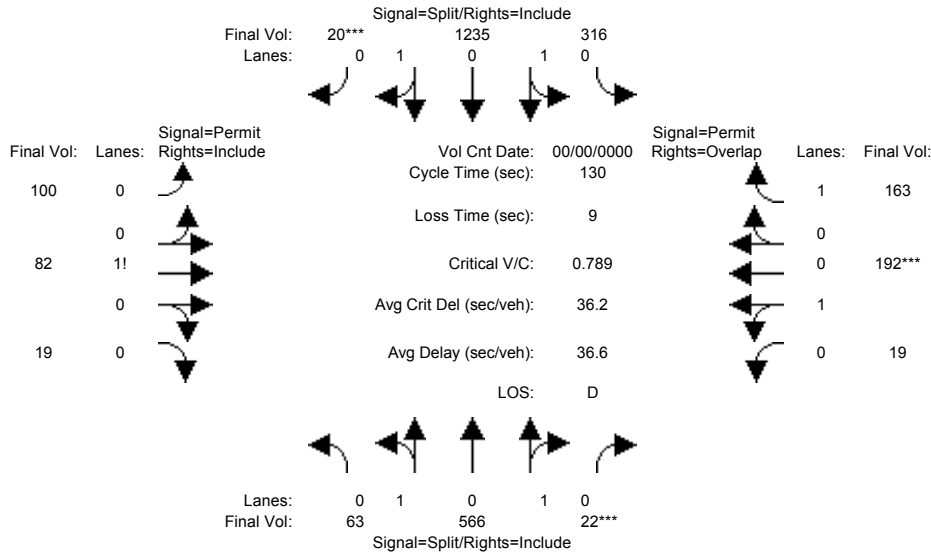 Signal=Split/Rights=Include
Final Vol: 20*** 1235 316
Lanes: 0 1 0 1 0
Signal=Permit Signal=Permit
Final Vol: Lanes: Rights=Include Vol Cnt Date: 00/00/0000 Rights=Overlap Lanes: Final Vol:
Cycle Time (sec): 130
100 0 1 163
Loss Time (sec): 9
0 0
82 1! Critical V/C: 0.789 0 192***
0 Avg Crit Del (sec/veh): 36.2 1
19 0 Avg Delay (sec/veh): 36.6 0 19
LOS: D
Lanes: 0 1 0 1 0
Final Vol: 63 566 22***
Signal=Split/Rights=Include